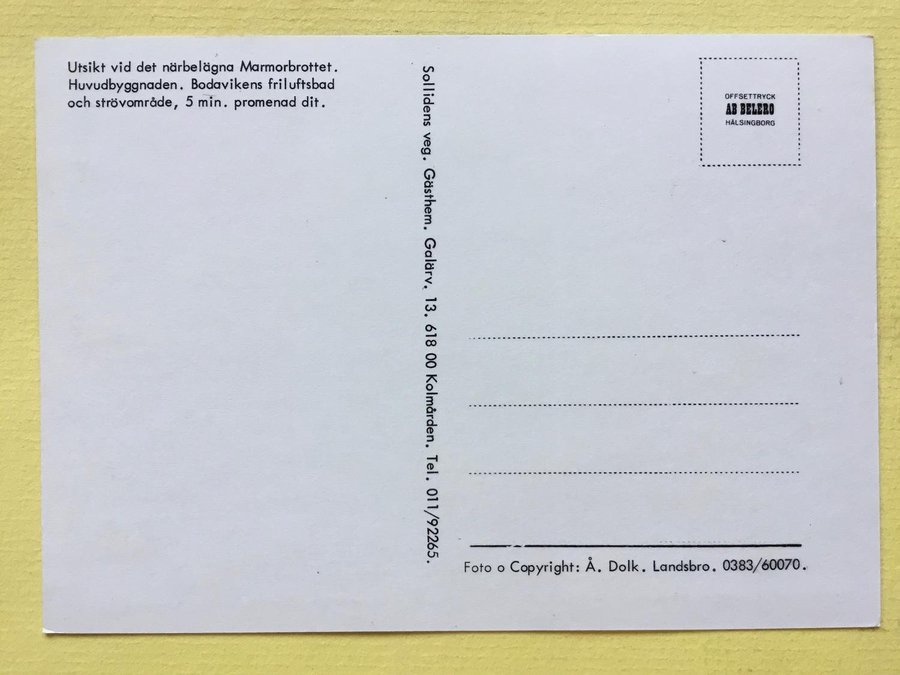 Utsikt vid det närbelägna Marmorbrottet.
Huvudbyggnaden. Bodavikens friluftsbad
och strövområde, 5 min. promenad dit.
Sollidens veg. Gästhem. Galärv. 13. 618 00 Kolmården. Tel. 011/92265.
OFFSETTRYCK
AB BELERO
HÄLSINGBORG
Foto o Copyright: Å. Dolk. Landsbro. 0383/60070.